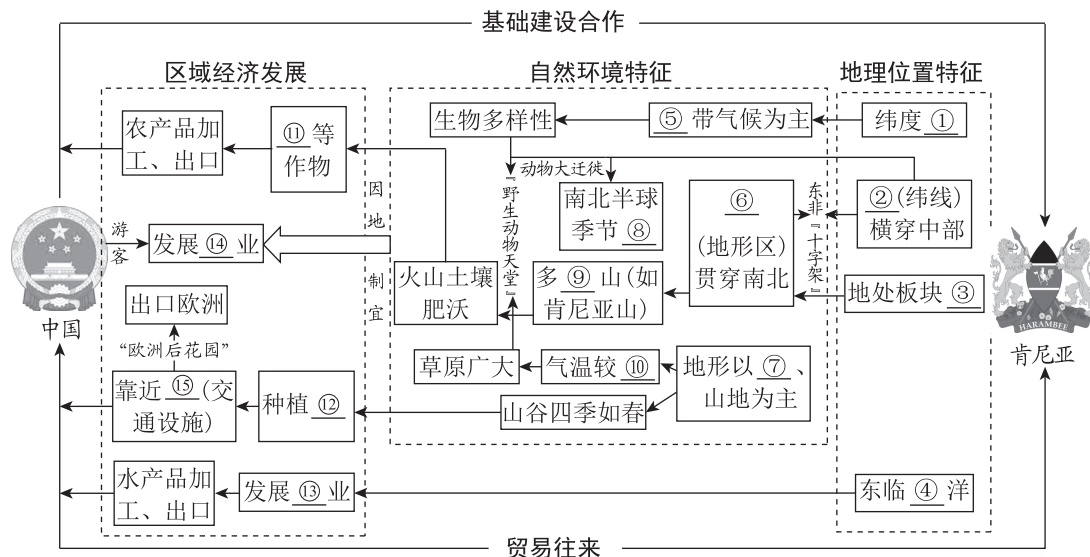 基础建设合作
区域经济发展
自然环境特征
地理位置特征
农产品加
工、出口
⑪等
作物
生物多样性
⑤带气候为主
纬度①
动物大迁徙
『野生动物天堂』
南北半球
季节⑧
⑥
(地形区)
贯穿南北
东非『十字架』
②(纬线)
横穿中部
因地制宜
游客
发展⑭业
火山土壤
肥沃
多⑨山(如
肯尼亚山)
地处板块③
中国
HARAMBEE
肯尼亚
出口欧洲
“欧洲后花园”
草原广大
气温较⑩
地形以⑦、
山地为主
靠近⑮(交
通设施)
种植⑫
山谷四季如春
水产品加
工、出口
发展⑬业
东临④洋
贸易往来